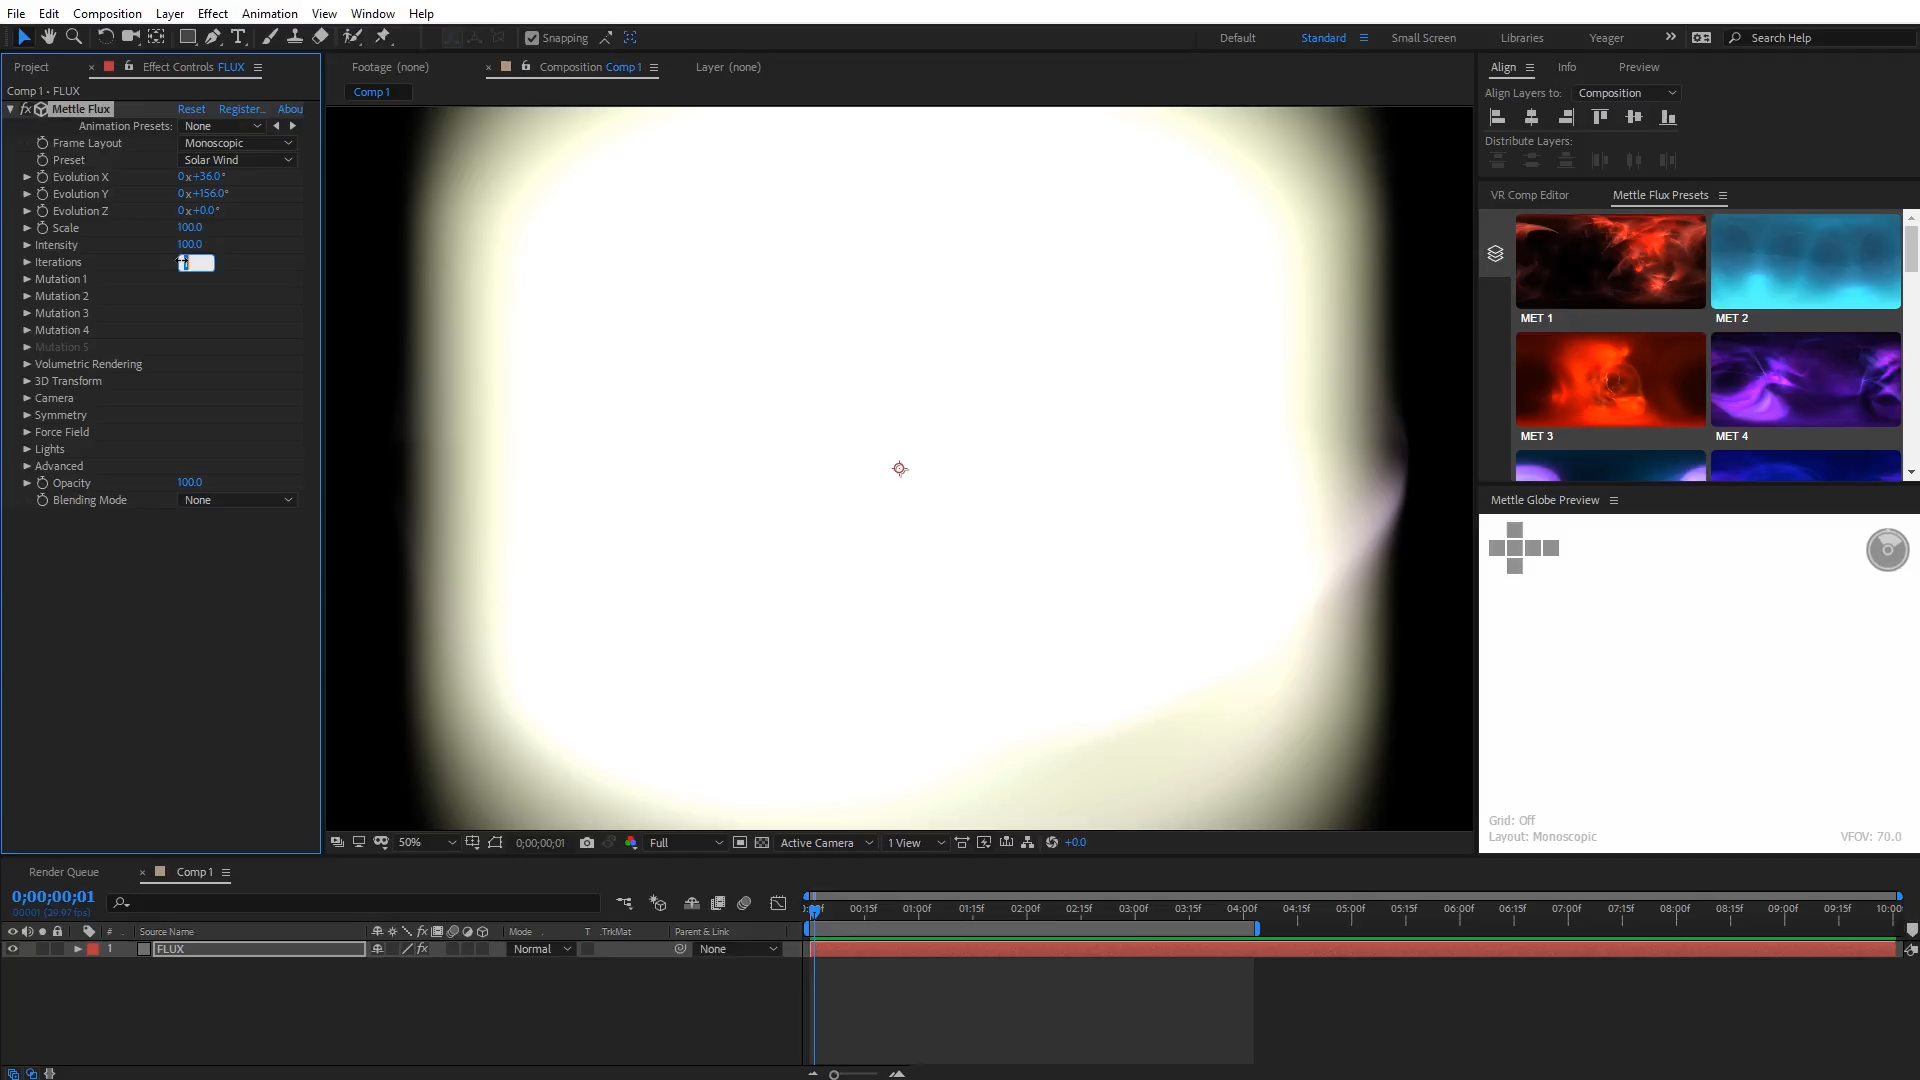 File Edit Composition Layer Effect Animation View Window Help
Snapping Default Standard Small Screen Libraries Yeager Search Help
Project Effect Controls FLUX
Comp 1 • FLUX
fx Mettle Flux Reset Register... Abou
Animation Presets: None
Frame Layout Monoscopic
Preset Solar Wind
Evolution X 0x+36.0°
Evolution Y 0x+156.0°
Evolution Z 0x+0.0°
Scale 100.0
Intensity 100.0
Iterations
Mutation 1
Mutation 2
Mutation 3
Mutation 4
Mutation 5
Volumetric Rendering
3D Transform
Camera
Symmetry
Force Field
Lights
Advanced
Opacity 100.0
Blending Mode None
Footage (none) Composition Comp 1 Layer (none)
Comp 1
50% 0;00;00;01 Full Active Camera 1 View +0.0
Align Info Preview
Align Layers to: Composition
Distribute Layers:
VR Comp Editor Mettle Flux Presets
MET 1 MET 2
MET 3 MET 4
Mettle Globe Preview
Grid: Off
Layout: Monoscopic VFOV: 70.0
Render Queue Comp 1
0;00;00;01
00001 (29.97 fps)
00:15f 01:00f 01:15f 02:00f 02:15f 03:00f 03:15f 04:00f 04:15f 05:00f 05:15f 06:00f 06:15f 07:00f 07:15f 08:00f 08:15f 09:00f 09:15f 10:00
# Source Name fx Mode T .TrkMat Parent & Link
1 FLUX fx Normal None